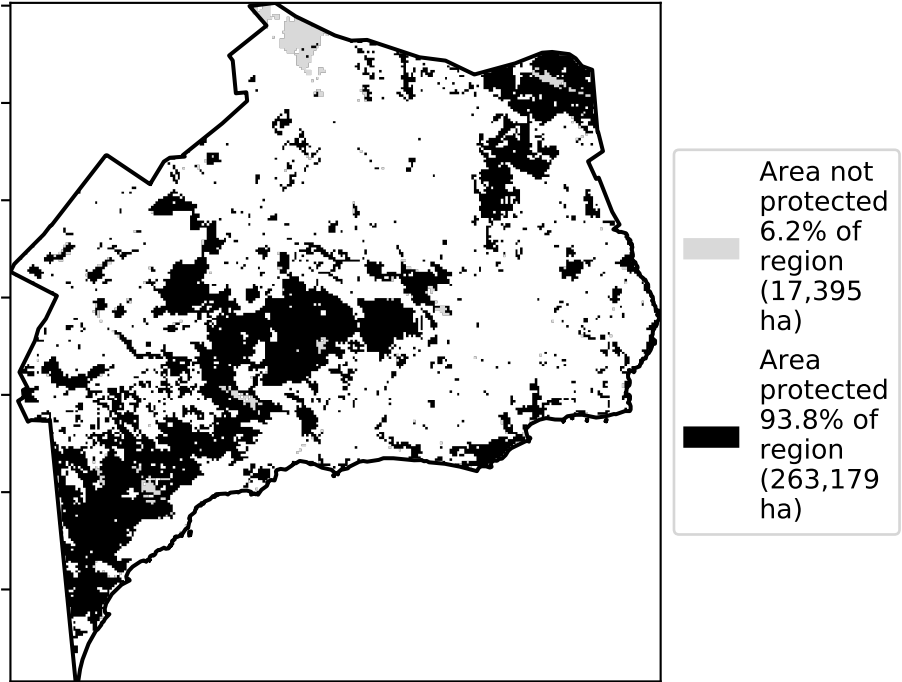 Area not
protected
6.2% of
region
(17,395
ha)
Area
protected
93.8% of
region
(263,179
ha)